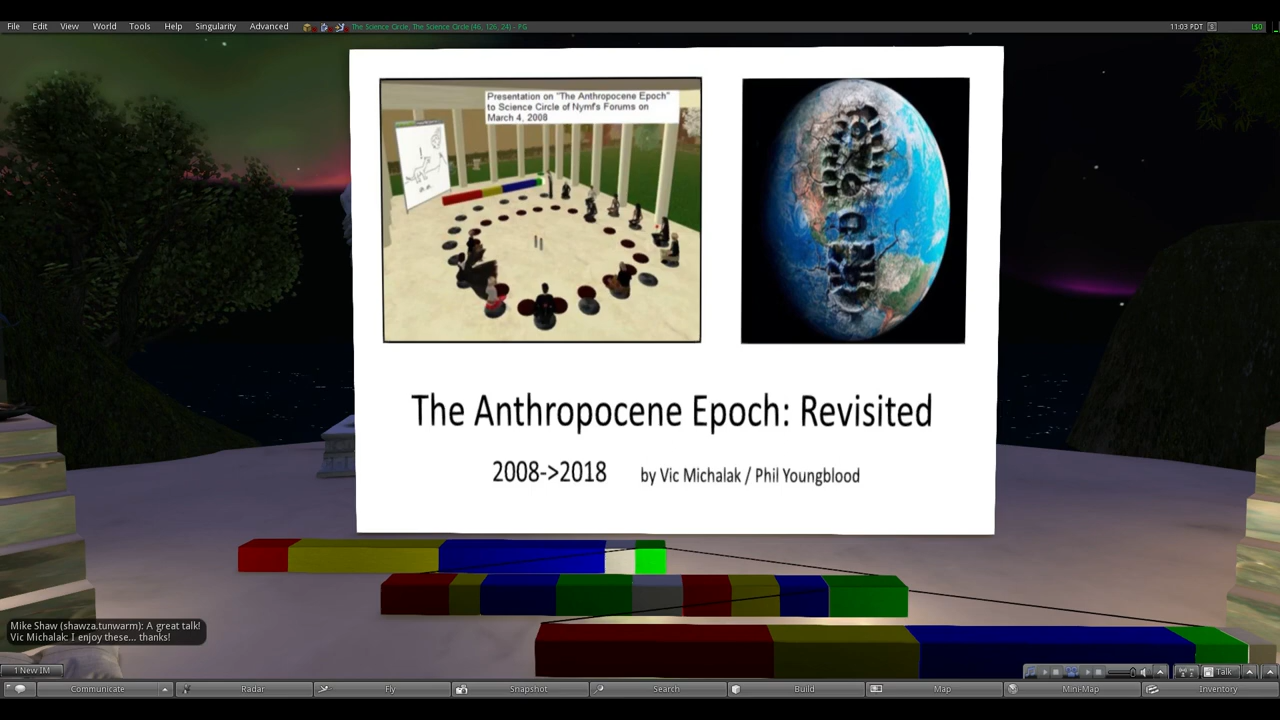 File Edit View World Tools Help Singularity Advanced
The Science Circle, The Science Circle (46, 126, 24) - PG
11:03 PDT
L$0
Presentation on "The Anthropocene Epoch"
to Science Circle of Nymf's Forums on
March 4, 2008
The Anthropocene Epoch: Revisited
2008->2018 by Vic Michalak / Phil Youngblood
Mike Shaw (shawza.tunwarm): A great talk!
Vic Michalak: I enjoy these... thanks!
1 New IM
Talk
Communicate Radar Fly Snapshot Search Build Map Mini-Map Inventory